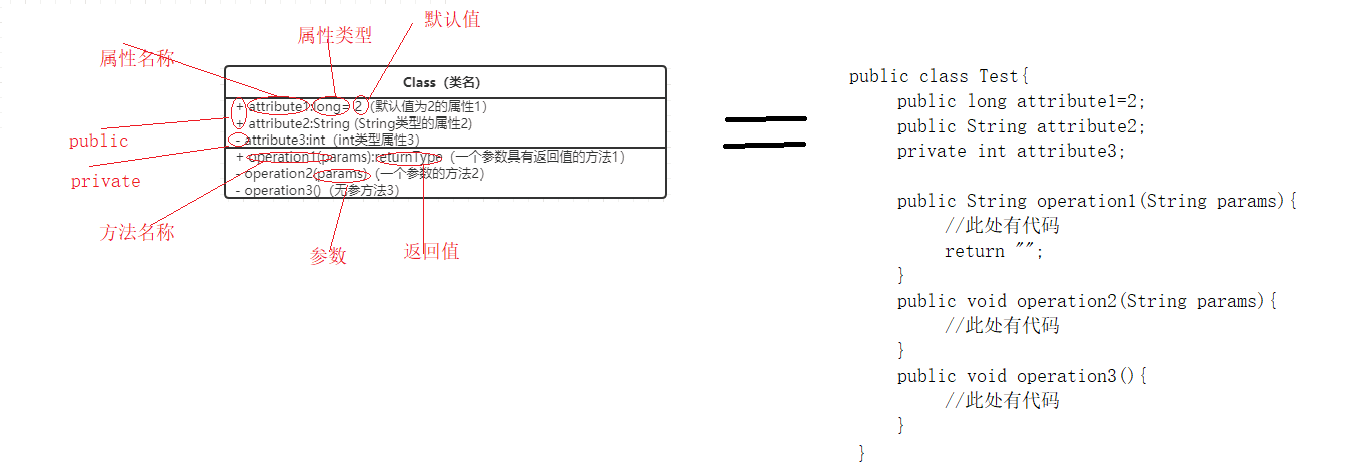 默认值
属性类型
属性名称
Class（类名）
+ attribute1:long= 2（默认值为2的属性1）
+ attribute2:String (String类型的属性2）
- attribute3:int（int类型属性3）
public
+ operation1(params):returnType（一个参数具有返回值的方法1）
- operation2(params)（一个参数的方法2）
private
- operation3()（无参方法3）
方法名称
参数
返回值
public class Test{
public long attribute1=2;
public String attribute2;
private int attribute3;
public String operation1(String params){
//此处有代码
return "";
}
public void operation2(String params){
//此处有代码
}
public void operation3(){
//此处有代码
}
}